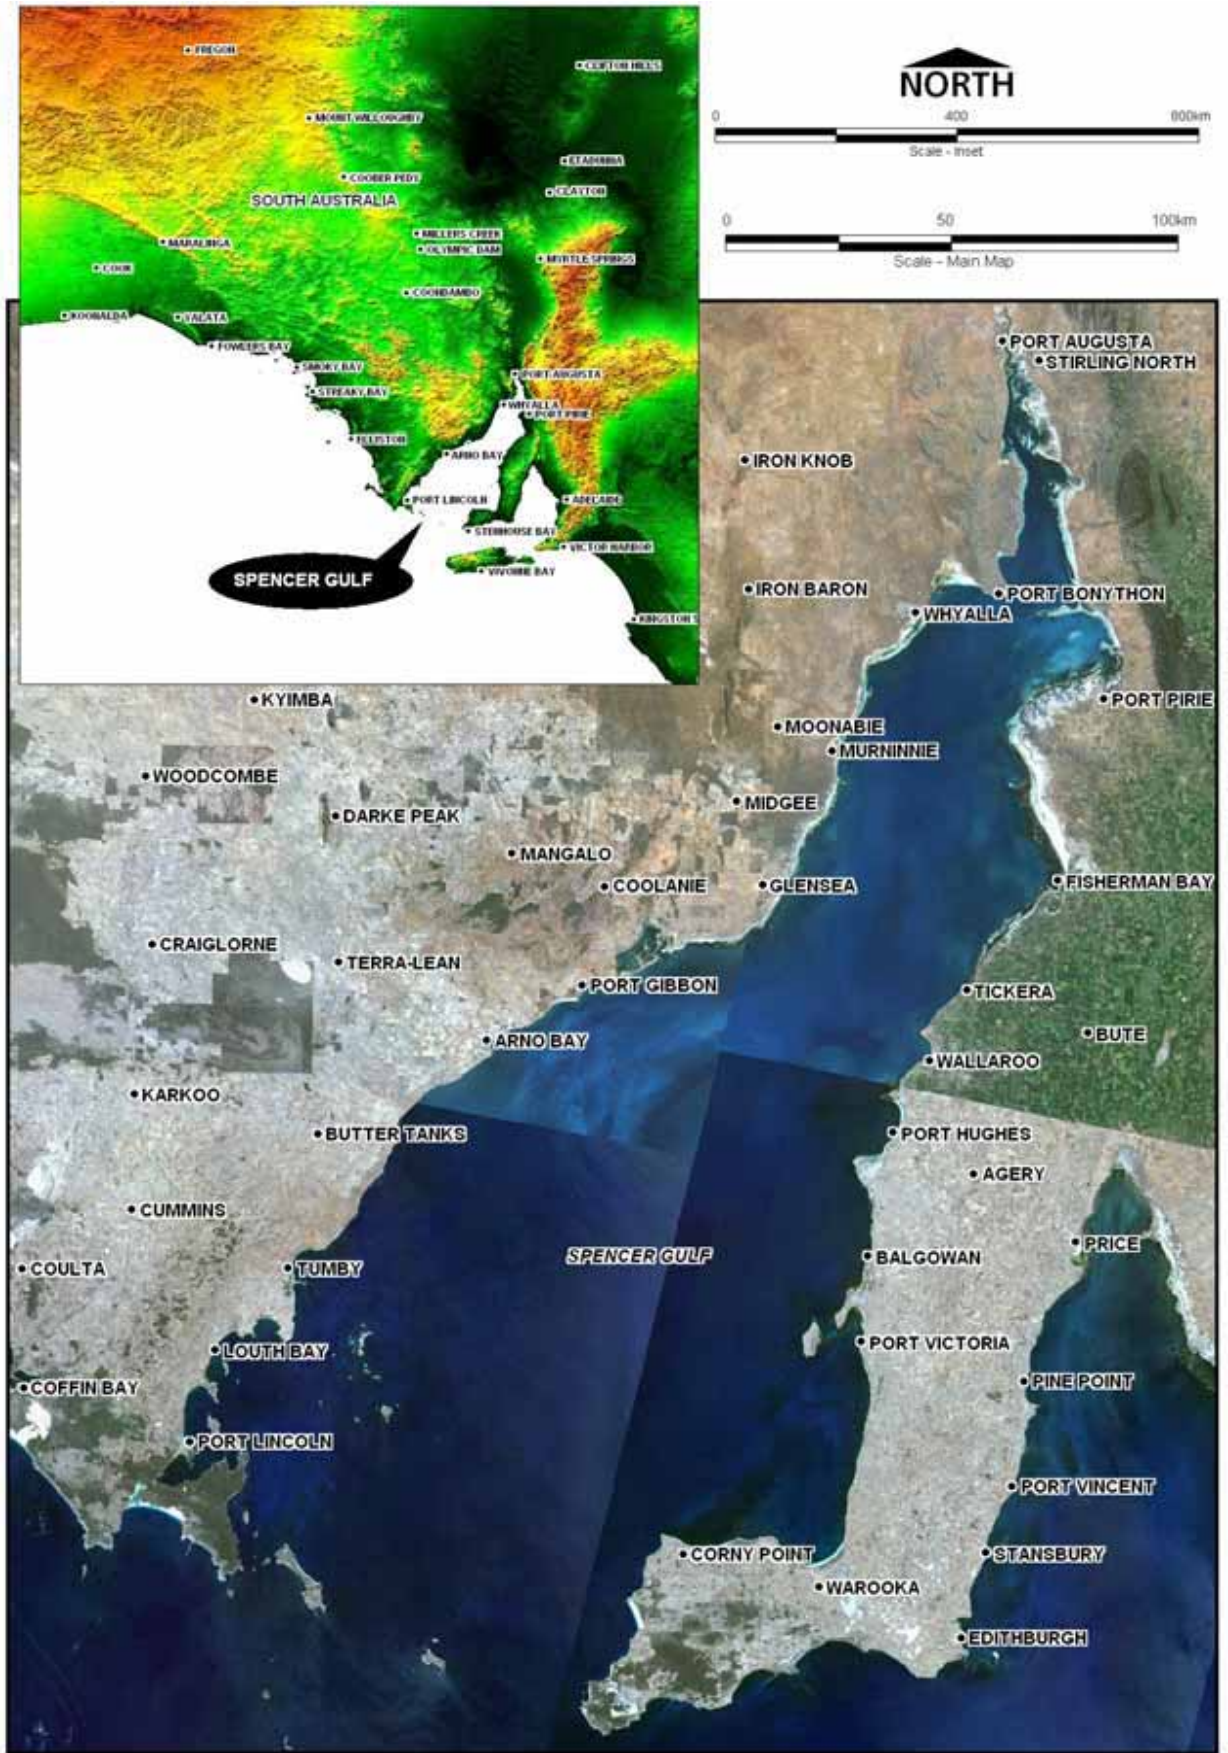 FREGON
CLIFTON HILLS
MOUNT WILLOUGHBY
ETADUNNA
COOBER PEDY
CLAYTON
SOUTH AUSTRALIA
MILLERS CREEK
MARALINGA
OLYMPIC DAM
MYRTLE SPRINGS
COOK
COONDAMBO
KOONALDA
YALATA
FOWLERS BAY
SMOKY BAY
PORT AUGUSTA
STREAKY BAY
WHYALLA
PORT PIRIE
ELLISTON
ARNO BAY
PORT LINCOLN
ADELAIDE
STENHOUSE BAY
VICTOR HARBOR
VIVONNE BAY
SPENCER GULF
KINGSTON S
NORTH
0 400 800km
Scale - Inset
0 50 100km
Scale - Main Map
PORT AUGUSTA
STIRLING NORTH
IRON KNOB
IRON BARON
PORT BONYTHON
WHYALLA
KYIMBA
PORT PIRIE
MOONABIE
MURNINNIE
WOODCOMBE
MIDGEE
DARKE PEAK
MANGALO
COOLANIE
GLENSEA
FISHERMAN BAY
CRAIGLORNE
TERRA-LEAN
PORT GIBBON
TICKERA
BUTE
ARNO BAY
WALLAROO
KARKOO
BUTTER TANKS
PORT HUGHES
AGERY
CUMMINS
PRICE
SPENCER GULF
BALGOWAN
COULTA
TUMBY
PORT VICTORIA
LOUTH BAY
PINE POINT
COFFIN BAY
PORT LINCOLN
PORT VINCENT
CORNY POINT
STANSBURY
WAROOKA
EDITHBURGH